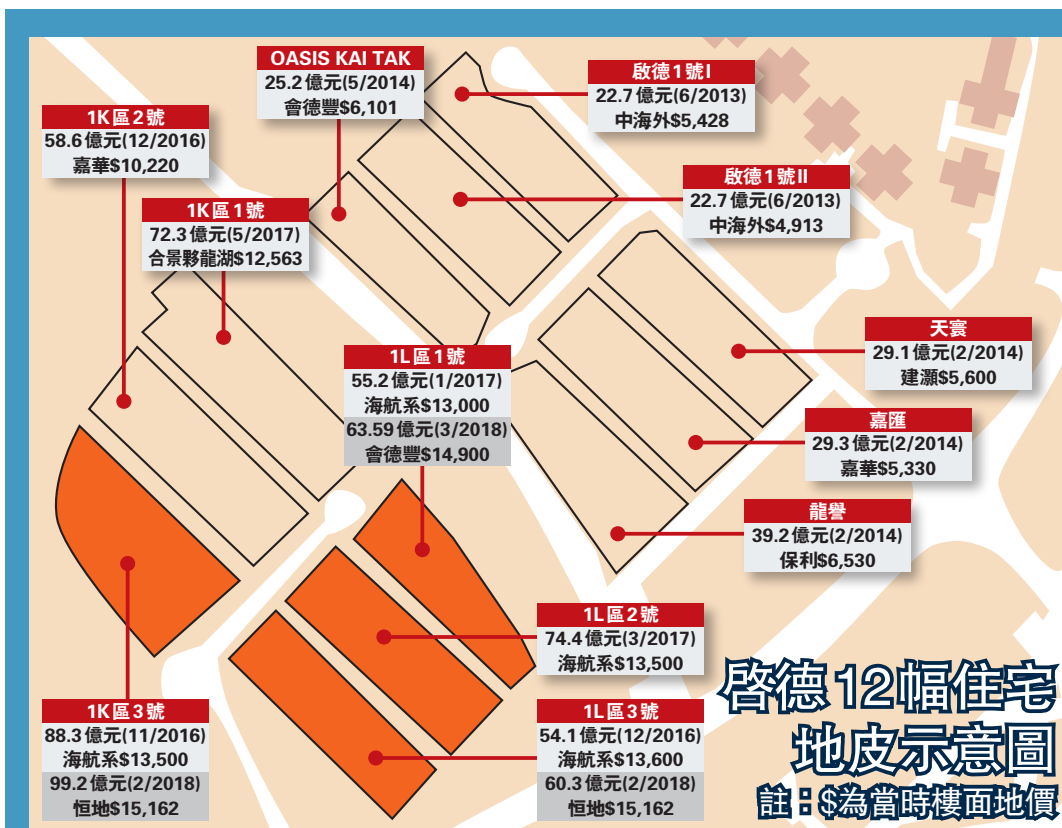 OASIS KAI TAK
25.2億元(5/2014)
會德豐$6,101
啟德1號I
22.7億元(6/2013)
中海外$5,428
1K區2號
58.6億元(12/2016)
嘉華$10,220
啟德1號II
22.7億元(6/2013)
中海外$4,913
1K區1號
72.3億元(5/2017)
合景夥龍湖$12,563
天寰
29.1億元(2/2014)
建灝$5,600
1L區1號
55.2億元(1/2017)
海航系$13,000
63.59億元(3/2018)
會德豐$14,900
嘉匯
29.3億元(2/2014)
嘉華$5,330
龍譽
39.2億元(2/2014)
保利$6,530
1L區2號
74.4億元(3/2017)
海航系$13,500
1K區3號
88.3億元(11/2016)
海航系$13,500
99.2億元(2/2018)
恒地$15,162
1L區3號
54.1億元(12/2016)
海航系$13,600
60.3億元(2/2018)
恒地$15,162
啓德12幅住宅
地皮示意圖
註：$為當時樓面地價